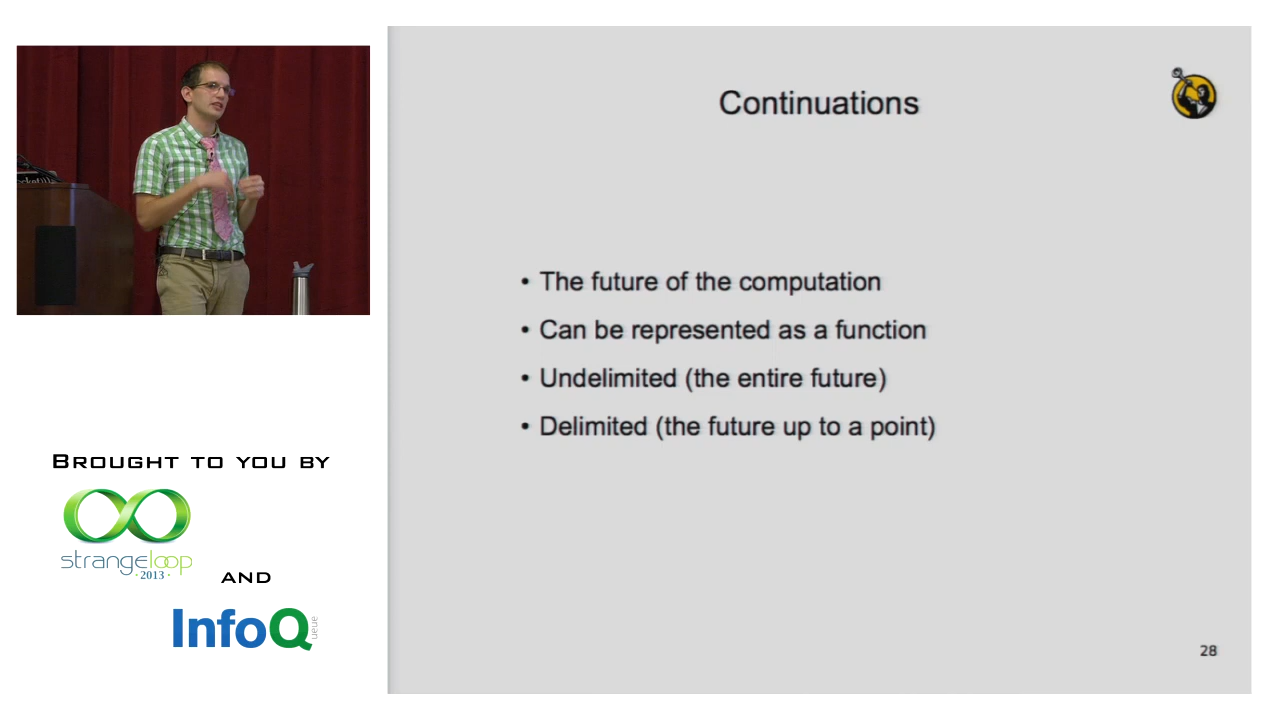 Continuations
• The future of the computation
• Can be represented as a function
• Undelimited (the entire future)
• Delimited (the future up to a point)
28
BROUGHT TO YOU BY
strangeloop
· 2013 ·
AND
InfoQ
ueue